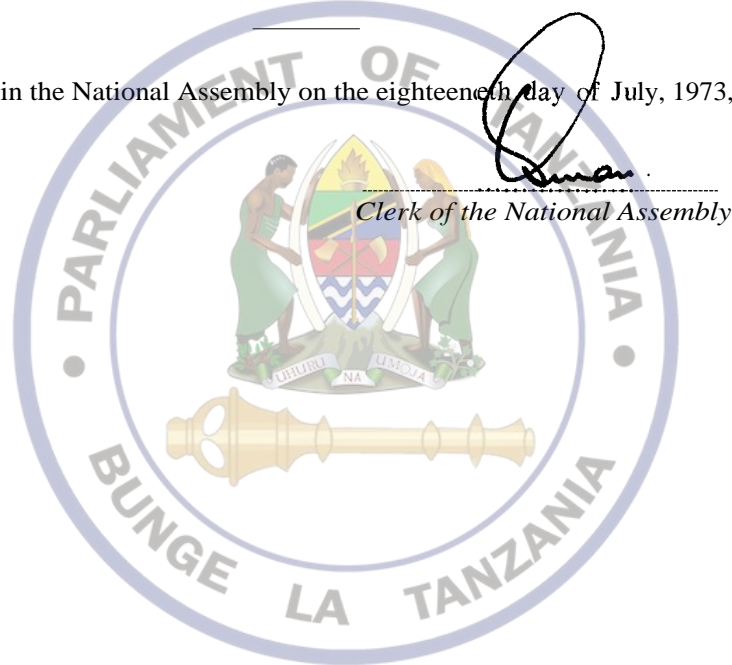 in the National Assembly on the eighteeneth day of July, 1973,
Clerk of the National Assembly
PARLIAMENT OF TANZANIA
UHURU NA UMOJA
BUNGE LA TANZANIA